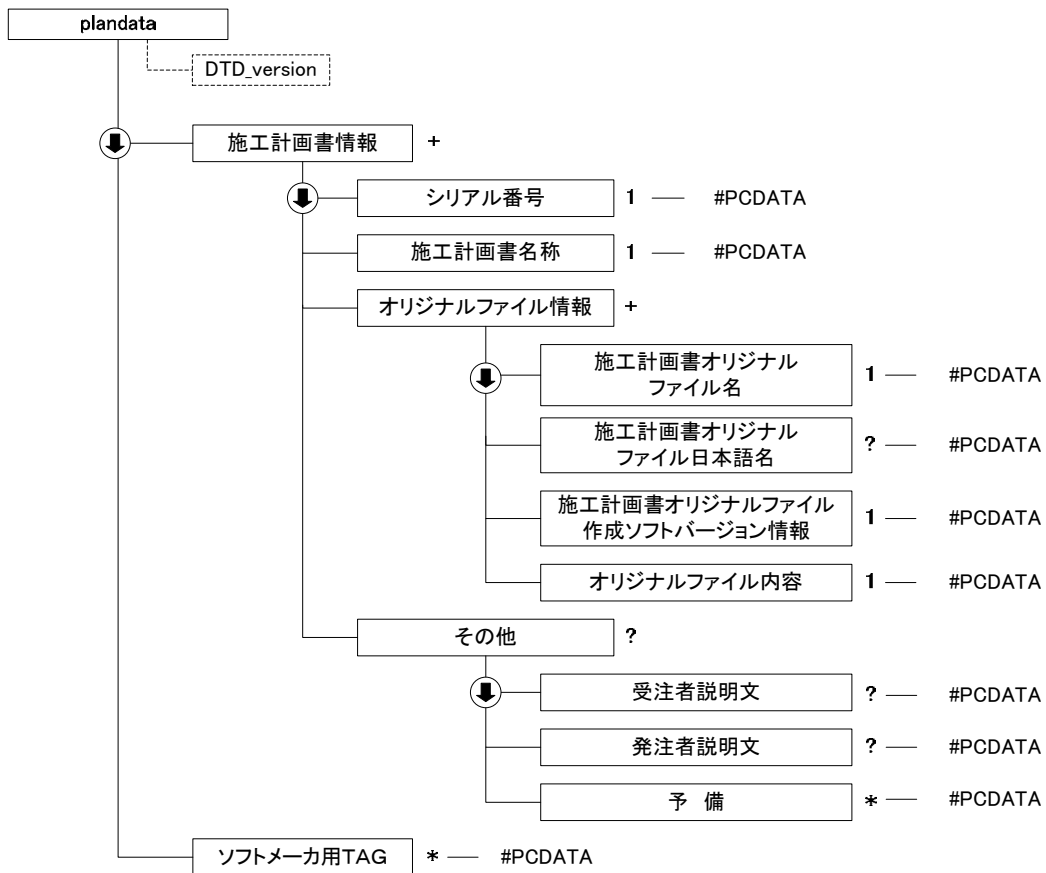 plandata
DTD_version
施工計画書情報 +
シリアル番号 1 #PCDATA
施工計画書名称 1 #PCDATA
オリジナルファイル情報 +
施工計画書オリジナル
ファイル名 1 #PCDATA
施工計画書オリジナル
ファイル日本語名 ? #PCDATA
施工計画書オリジナルファイル
作成ソフトバージョン情報 1 #PCDATA
オリジナルファイル内容 1 #PCDATA
その他 ?
受注者説明文 ? #PCDATA
発注者説明文 ? #PCDATA
予 備 * #PCDATA
ソフトメーカ用TAG * #PCDATA